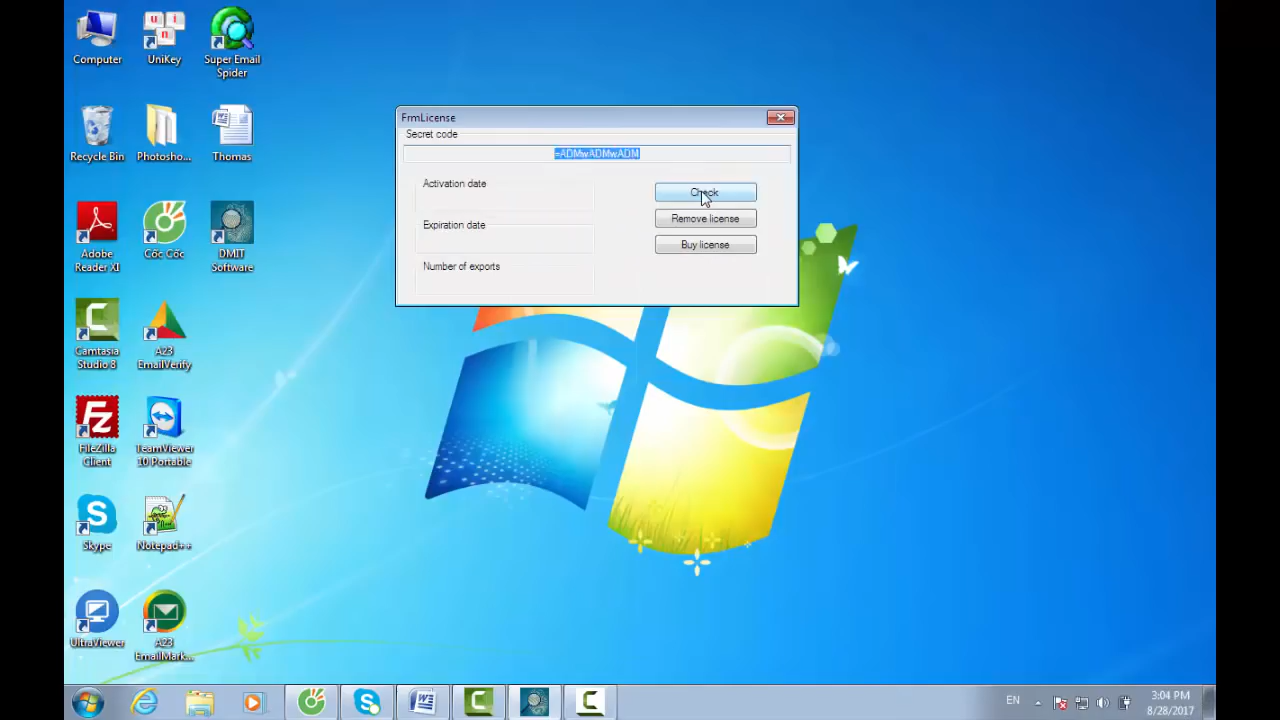 Computer
UniKey
Super Email
Spider
FrmLicense
Secret code
=ADMwADMwADM
Recycle Bin
Photosho...
Thomas
Activation date
Check
Expiration date
Remove license
Buy license
Number of exports
Adobe
Reader XI
Cốc Cốc
DMIT
Software
Camtasia
Studio 8
A23
EmailVerify
FileZilla
Client
TeamViewer
10 Portable
Skype
Notepad++
UltraViewer
A23
EmailMark...
EN
3:04 PM
8/28/2017